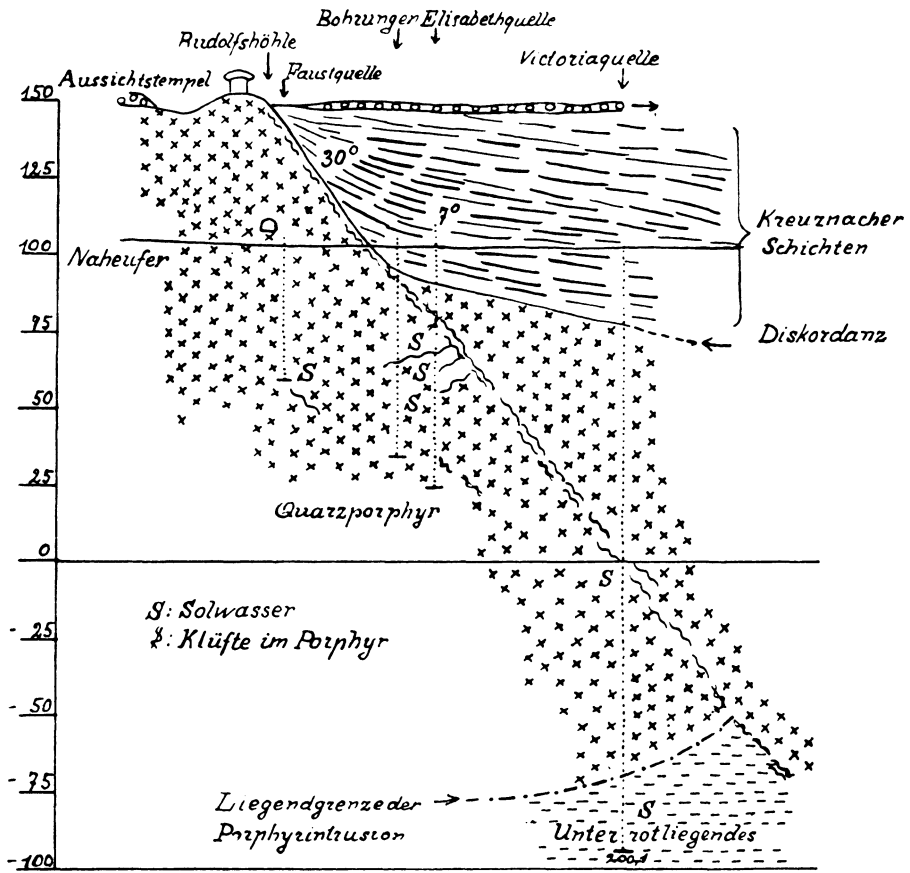 Bohrungen Elisabethquelle
Rudolfshöhle
Faustquelle
Victoriaquelle
Aussichtstempel
150
125
100
75
50
25
0
- 25
- 50
- 75
-100
30°
7°
Kreuznacher
Schichten
Naheufer
Diskordanz
S
S
S
S
Quarzporphyr
S
S: Solwasser
: Klüfte im Porphyr
Liegendgrenze der
Porphyrintrusion
S
Unterrotliegendes
200,1